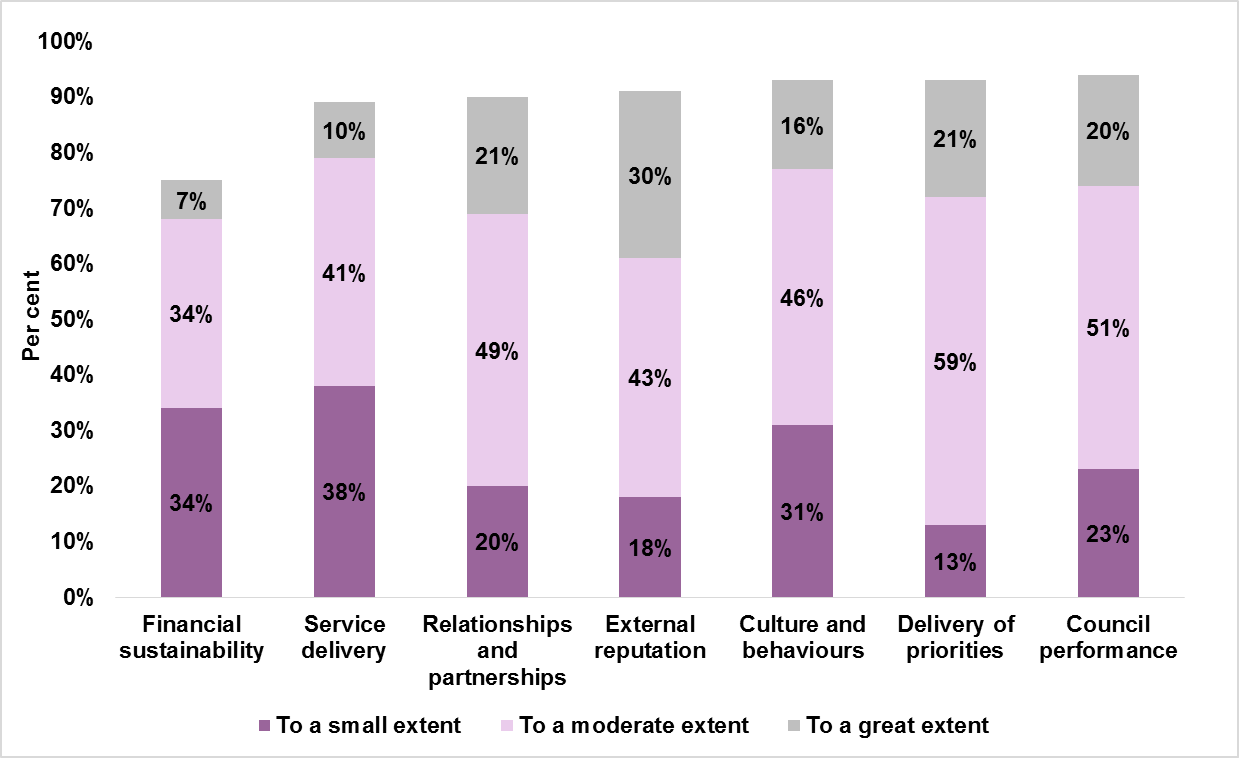 100%
90%
80%
70%
60%
50%
40%
30%
20%
10%
0%
Per cent
7%
34%
34%
10%
41%
38%
21%
49%
20%
30%
43%
18%
16%
46%
31%
21%
59%
13%
20%
51%
23%
Financial
sustainability
Service
delivery
Relationships
and
partnerships
External
reputation
Culture and
behaviours
Delivery of
priorities
Council
performance
To a small extent
To a moderate extent
To a great extent